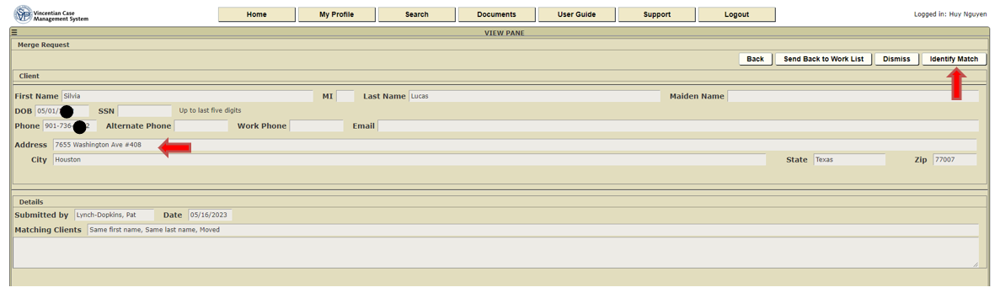 Vincentian Case
Management System
Home My Profile Search Documents User Guide Support Logout Logged in: Huy Nguyen
VIEW PANE
Merge Request
Back Send Back to Work List Dismiss Identify Match
Client
First Name Silvia MI Last Name Lucas Maiden Name
DOB 05/01/ SSN Up to last five digits
Phone 901-736- 2 Alternate Phone Work Phone Email
Address 7655 Washington Ave #408
City Houston State Texas Zip 77007
Details
Submitted by Lynch-Dopkins, Pat Date 05/16/2023
Matching Clients Same first name, Same last name, Moved